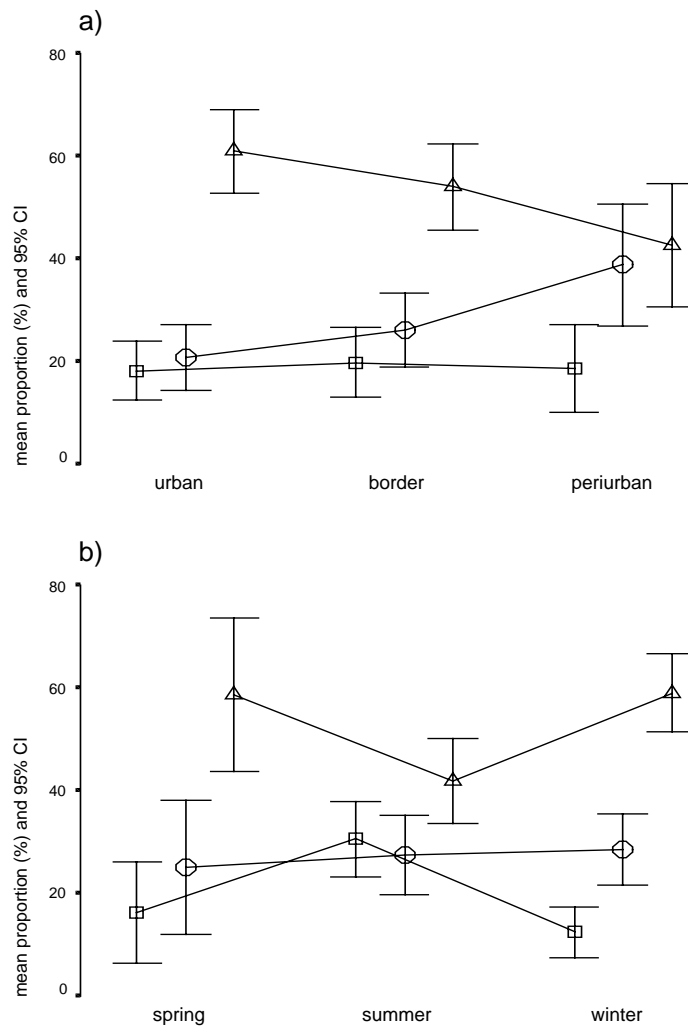 a)
80
60
40
20
0
mean proportion (%) and 95% CI
urban border periurban
b)
80
60
40
20
0
mean proportion (%) and 95% CI
spring summer winter